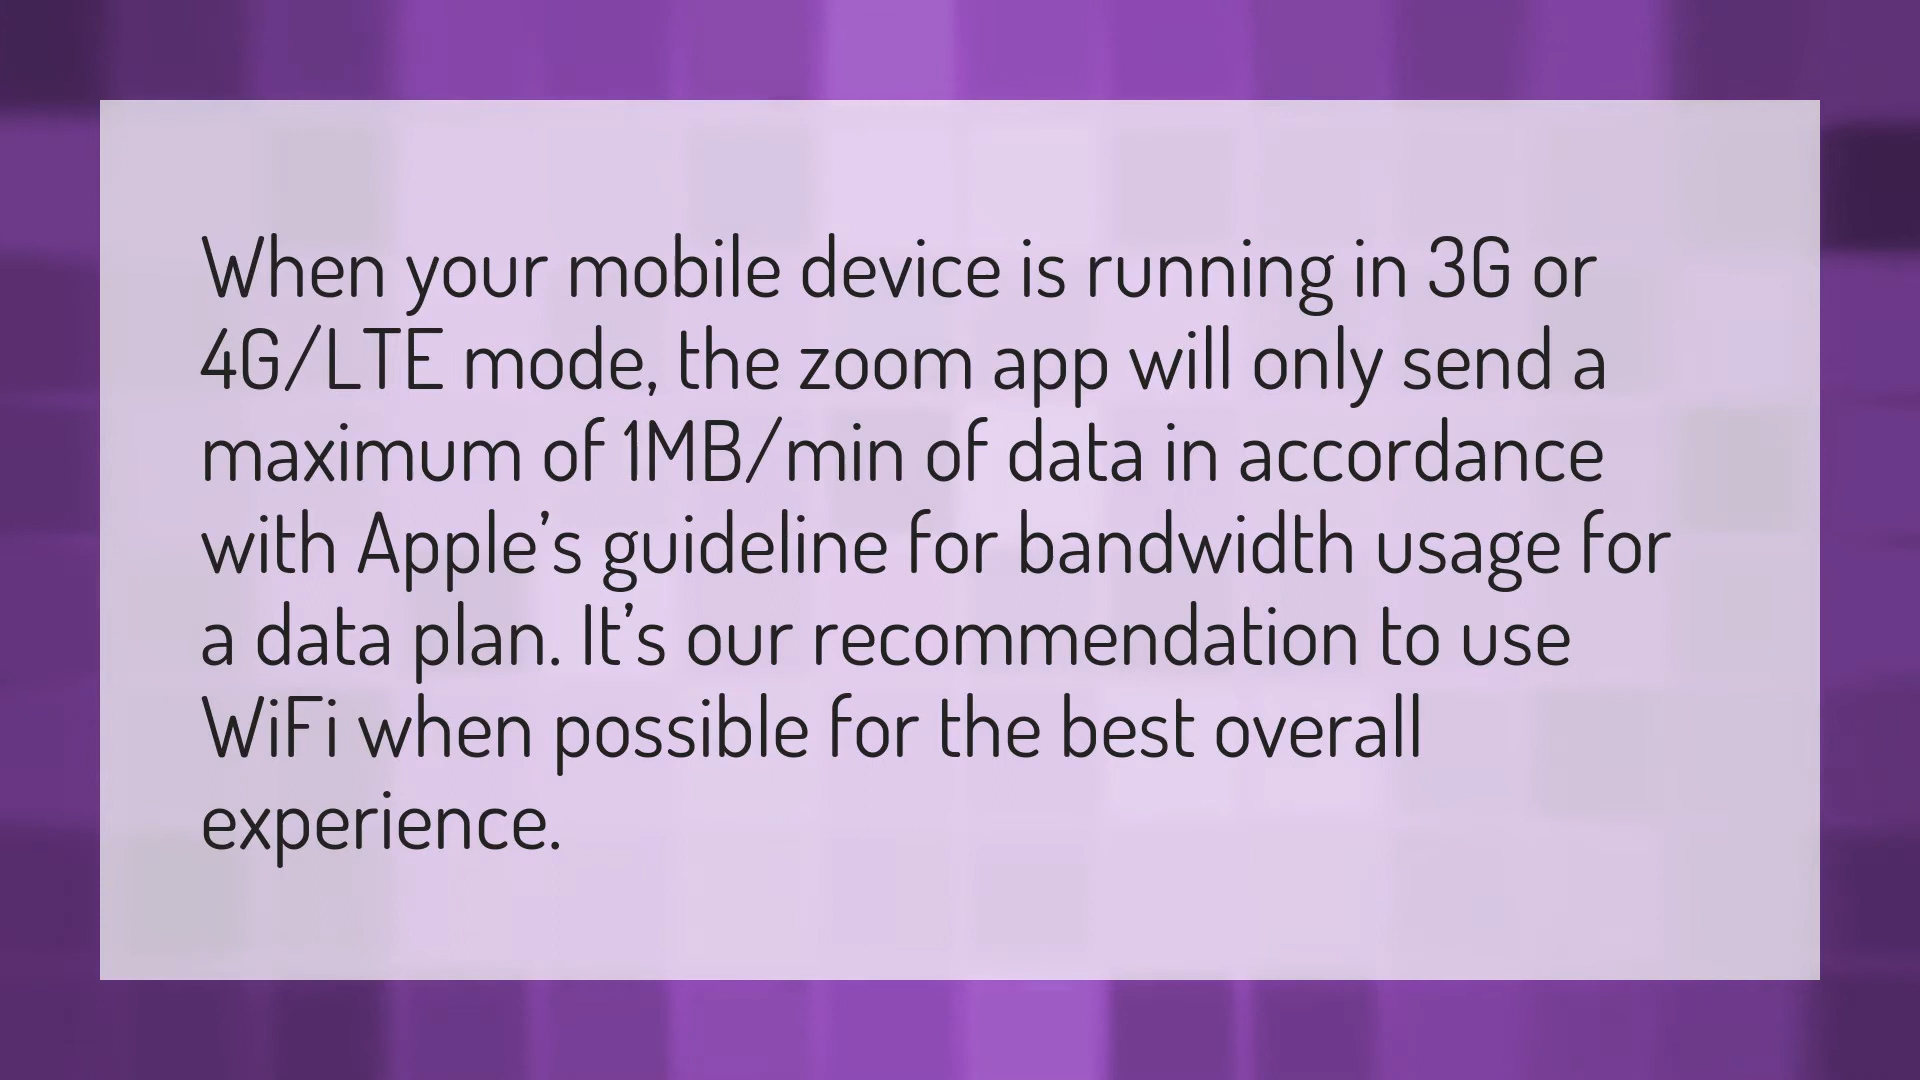 When your mobile device is running in 3G or
4G/LTE mode, the zoom app will only send a
maximum of 1MB/min of data in accordance
with Apple’s guideline for bandwidth usage for
a data plan. It’s our recommendation to use
WiFi when possible for the best overall
experience.